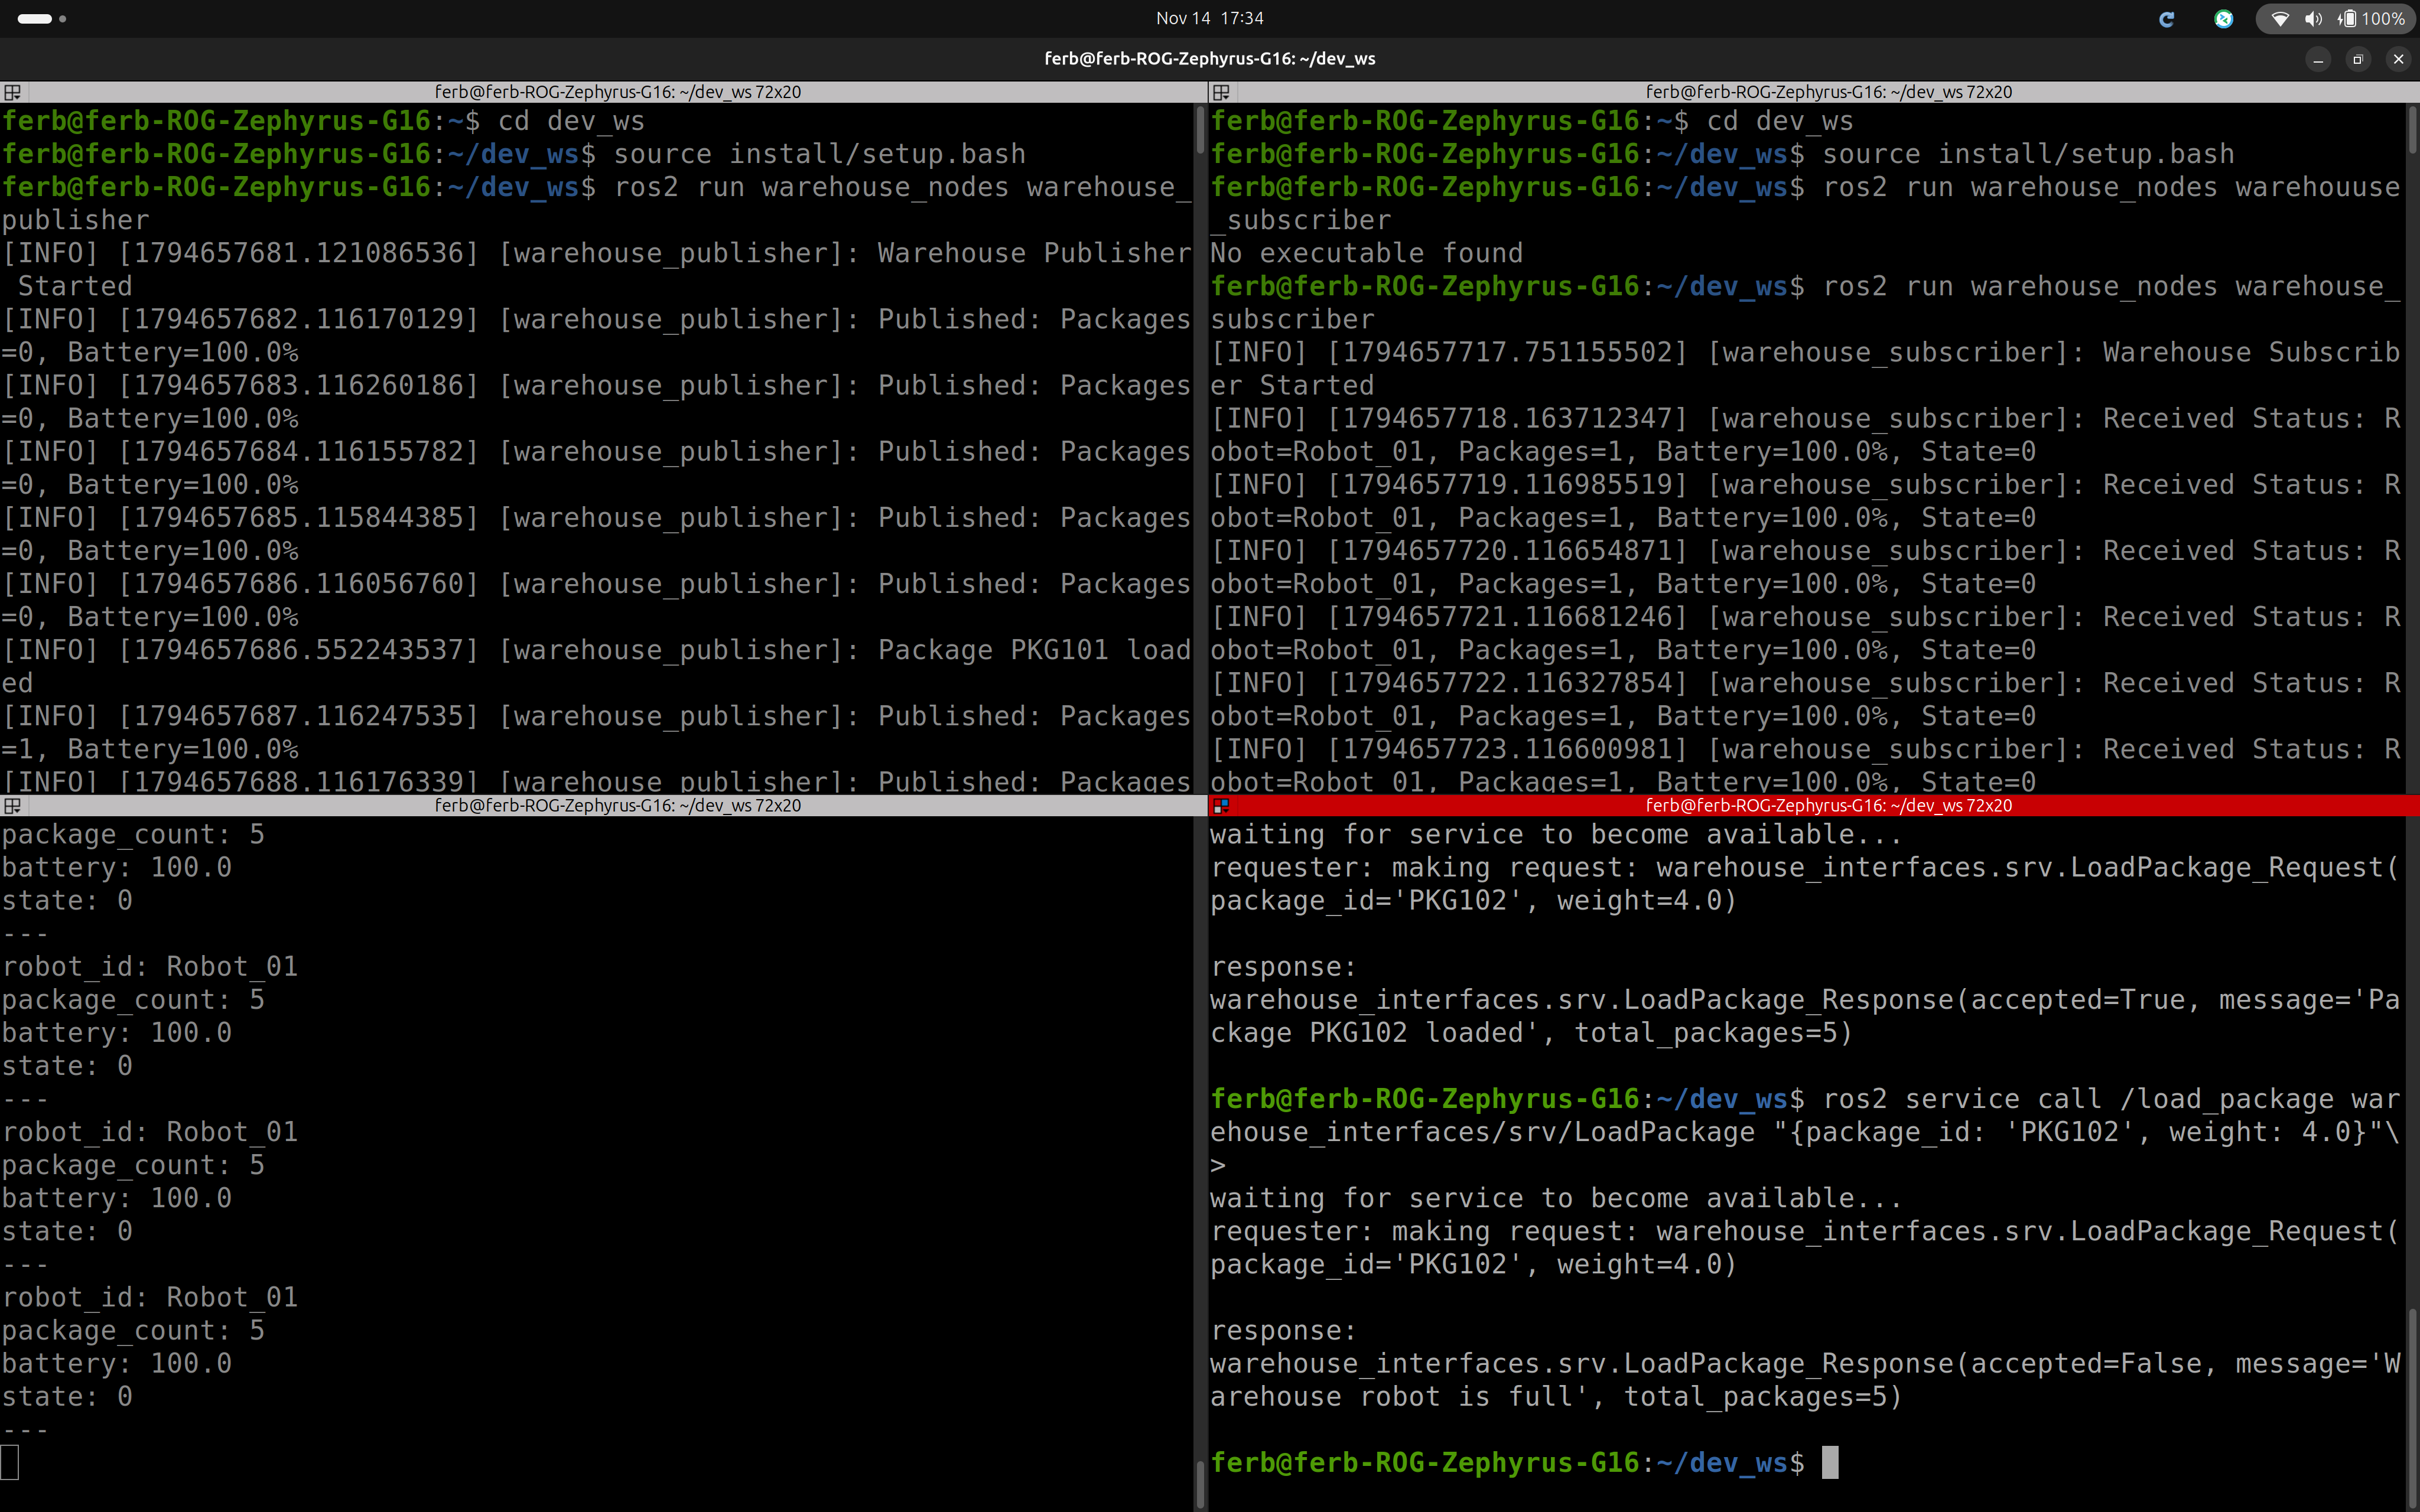 Nov 14 17:34
100%
ferb@ferb-ROG-Zephyrus-G16: ~/dev_ws
ferb@ferb-ROG-Zephyrus-G16: ~/dev_ws 72x20
ferb@ferb-ROG-Zephyrus-G16:~$ cd dev_ws
ferb@ferb-ROG-Zephyrus-G16:~/dev_ws$ source install/setup.bash
ferb@ferb-ROG-Zephyrus-G16:~/dev_ws$ ros2 run warehouse_nodes warehouse_
publisher
[INFO] [1794657681.121086536] [warehouse_publisher]: Warehouse Publisher
 Started
[INFO] [1794657682.116170129] [warehouse_publisher]: Published: Packages
=0, Battery=100.0%
[INFO] [1794657683.116260186] [warehouse_publisher]: Published: Packages
=0, Battery=100.0%
[INFO] [1794657684.116155782] [warehouse_publisher]: Published: Packages
=0, Battery=100.0%
[INFO] [1794657685.115844385] [warehouse_publisher]: Published: Packages
=0, Battery=100.0%
[INFO] [1794657686.116056760] [warehouse_publisher]: Published: Packages
=0, Battery=100.0%
[INFO] [1794657686.552243537] [warehouse_publisher]: Package PKG101 load
ed
[INFO] [1794657687.116247535] [warehouse_publisher]: Published: Packages
=1, Battery=100.0%
[INFO] [1794657688.116176339] [warehouse_publisher]: Published: Packages
ferb@ferb-ROG-Zephyrus-G16: ~/dev_ws 72x20
ferb@ferb-ROG-Zephyrus-G16:~$ cd dev_ws
ferb@ferb-ROG-Zephyrus-G16:~/dev_ws$ source install/setup.bash
ferb@ferb-ROG-Zephyrus-G16:~/dev_ws$ ros2 run warehouse_nodes warehouuse
_subscriber
No executable found
ferb@ferb-ROG-Zephyrus-G16:~/dev_ws$ ros2 run warehouse_nodes warehouse_
subscriber
[INFO] [1794657717.751155502] [warehouse_subscriber]: Warehouse Subscrib
er Started
[INFO] [1794657718.163712347] [warehouse_subscriber]: Received Status: R
obot=Robot_01, Packages=1, Battery=100.0%, State=0
[INFO] [1794657719.116985519] [warehouse_subscriber]: Received Status: R
obot=Robot_01, Packages=1, Battery=100.0%, State=0
[INFO] [1794657720.116654871] [warehouse_subscriber]: Received Status: R
obot=Robot_01, Packages=1, Battery=100.0%, State=0
[INFO] [1794657721.116681246] [warehouse_subscriber]: Received Status: R
obot=Robot_01, Packages=1, Battery=100.0%, State=0
[INFO] [1794657722.116327854] [warehouse_subscriber]: Received Status: R
obot=Robot_01, Packages=1, Battery=100.0%, State=0
[INFO] [1794657723.116600981] [warehouse_subscriber]: Received Status: R
obot=Robot_01, Packages=1, Battery=100.0%, State=0
ferb@ferb-ROG-Zephyrus-G16: ~/dev_ws 72x20
package_count: 5
battery: 100.0
state: 0
---
robot_id: Robot_01
package_count: 5
battery: 100.0
state: 0
---
robot_id: Robot_01
package_count: 5
battery: 100.0
state: 0
---
robot_id: Robot_01
package_count: 5
battery: 100.0
state: 0
---
ferb@ferb-ROG-Zephyrus-G16: ~/dev_ws 72x20
waiting for service to become available...
requester: making request: warehouse_interfaces.srv.LoadPackage_Request(
package_id='PKG102', weight=4.0)
response:
warehouse_interfaces.srv.LoadPackage_Response(accepted=True, message='Pa
ckage PKG102 loaded', total_packages=5)
ferb@ferb-ROG-Zephyrus-G16:~/dev_ws$ ros2 service call /load_package war
ehouse_interfaces/srv/LoadPackage "{package_id: 'PKG102', weight: 4.0}"\
>
waiting for service to become available...
requester: making request: warehouse_interfaces.srv.LoadPackage_Request(
package_id='PKG102', weight=4.0)
response:
warehouse_interfaces.srv.LoadPackage_Response(accepted=False, message='W
arehouse robot is full', total_packages=5)
ferb@ferb-ROG-Zephyrus-G16:~/dev_ws$